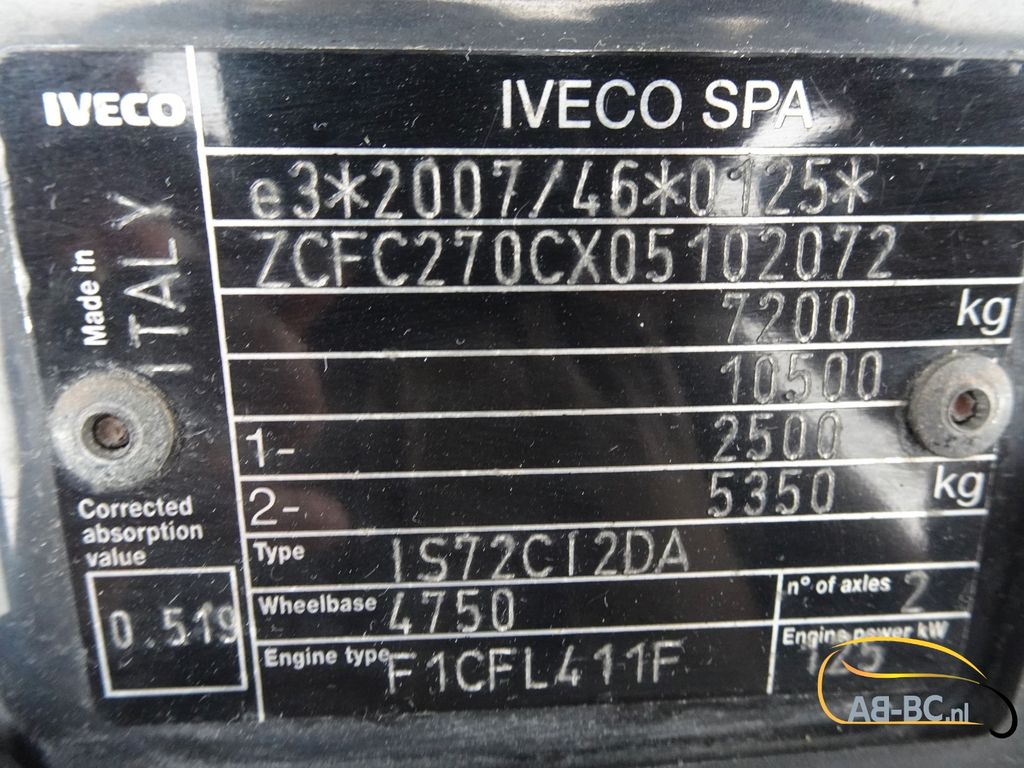 IVECO
IVECO SPA
e3*2007/46*0125*
ZCFC270CX05102072
Made in
ITALY
7200 kg
10500
1- 2500
2- 5350 kg
Corrected
absorption
value
0.519
Type IS72CI2DA
Wheelbase 4750
n° of axles 2
Engine type F1CFL411F
Engine power kW
125
AB-BC.nl